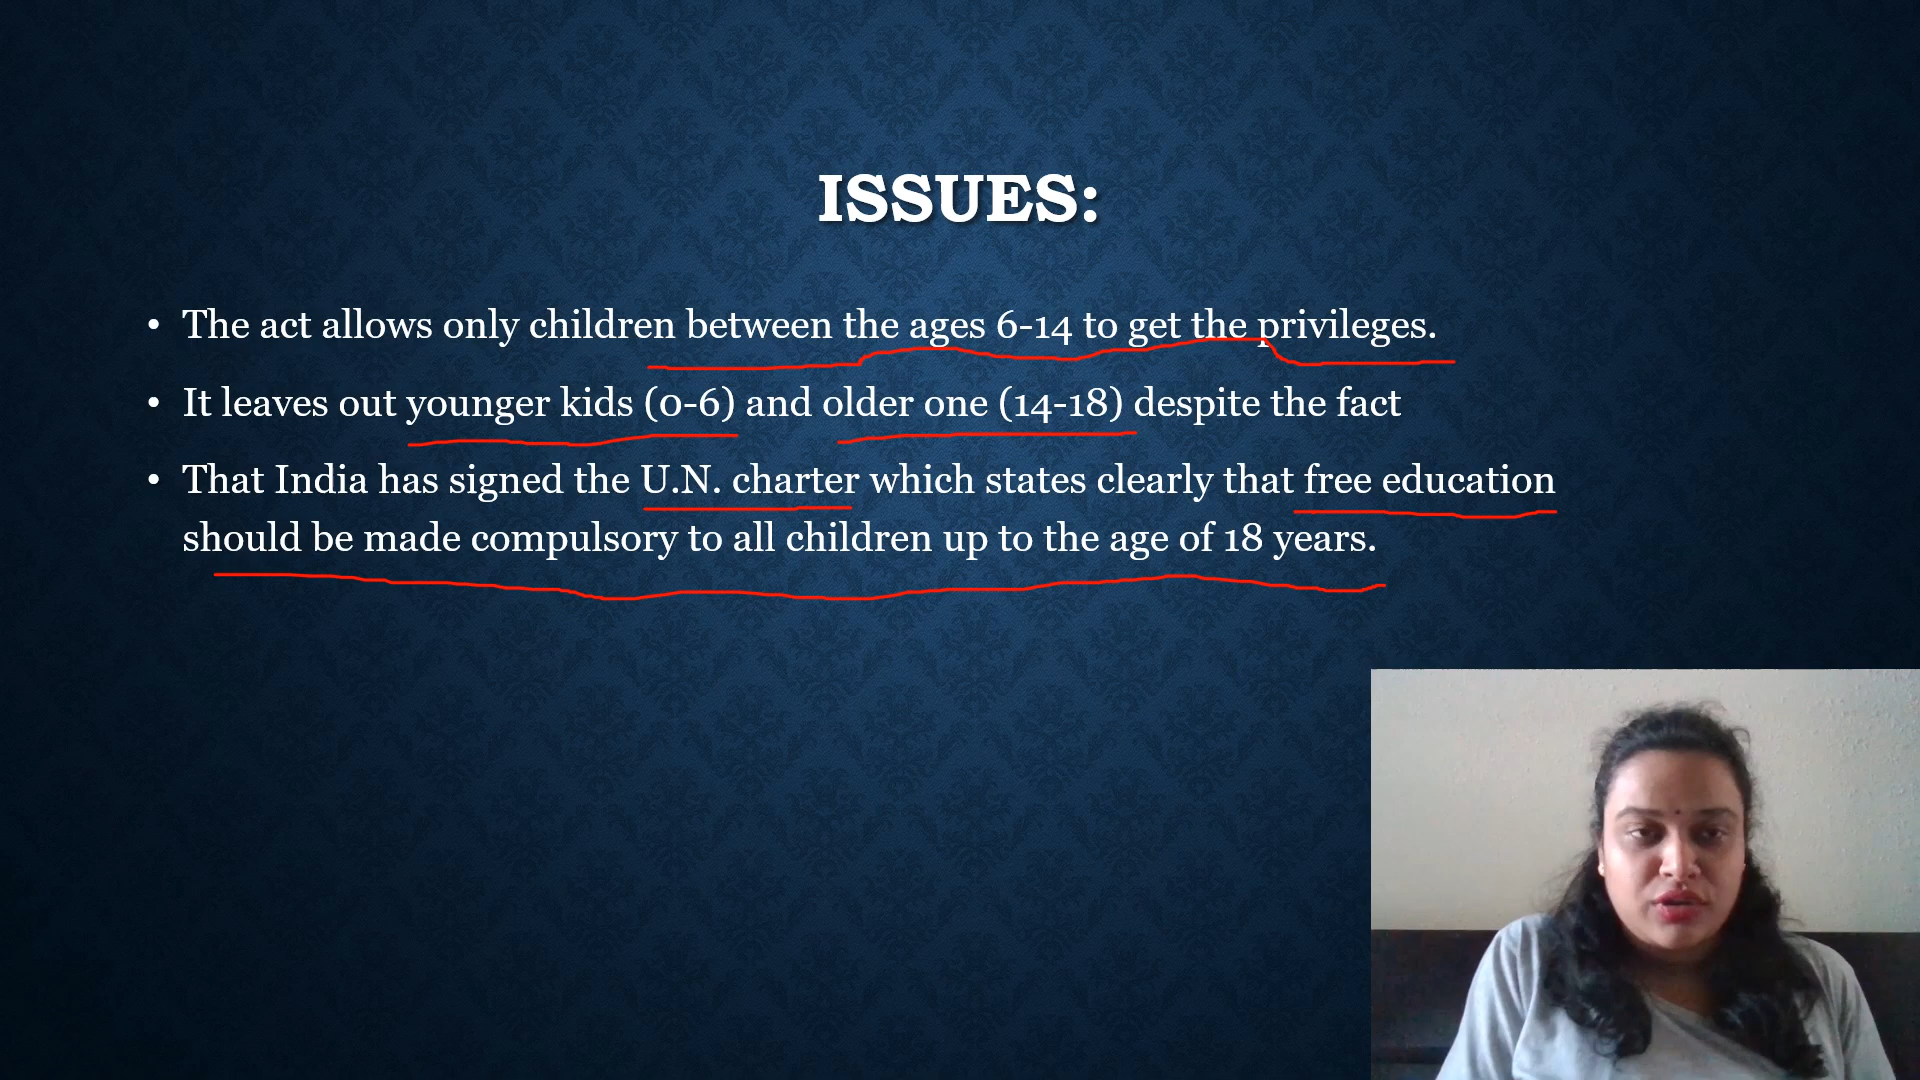 ISSUES:
• The act allows only children between the ages 6-14 to get the privileges.
• It leaves out younger kids (0-6) and older one (14-18) despite the fact
• That India has signed the U.N. charter which states clearly that free education
should be made compulsory to all children up to the age of 18 years.